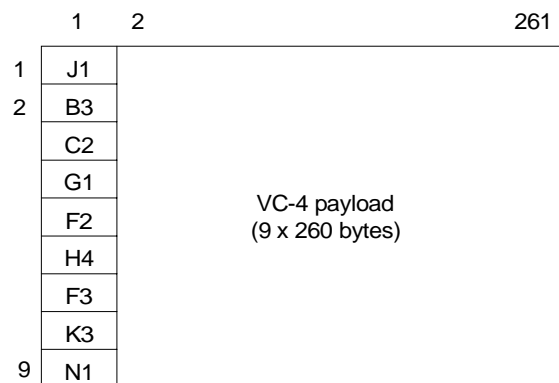 1 2 261
1 J1
2 B3
C2
G1
F2
H4
F3
K3
9 N1
VC-4 payload
(9 x 260 bytes)